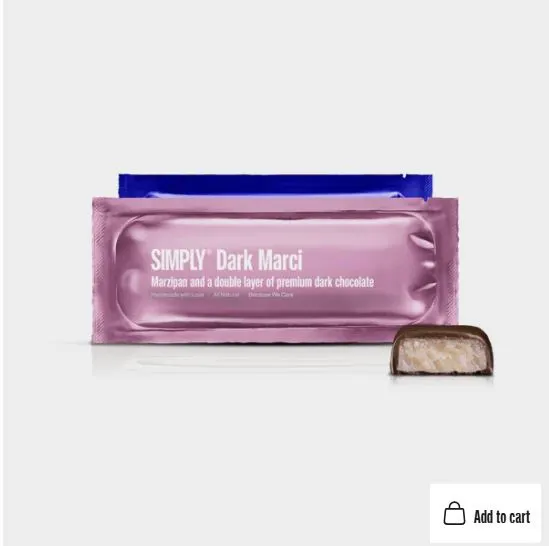 SIMPLY® Dark Marci
Marzipan and a double layer of premium dark chocolate
Handmade with love All Natural Because We Care
Add to cart